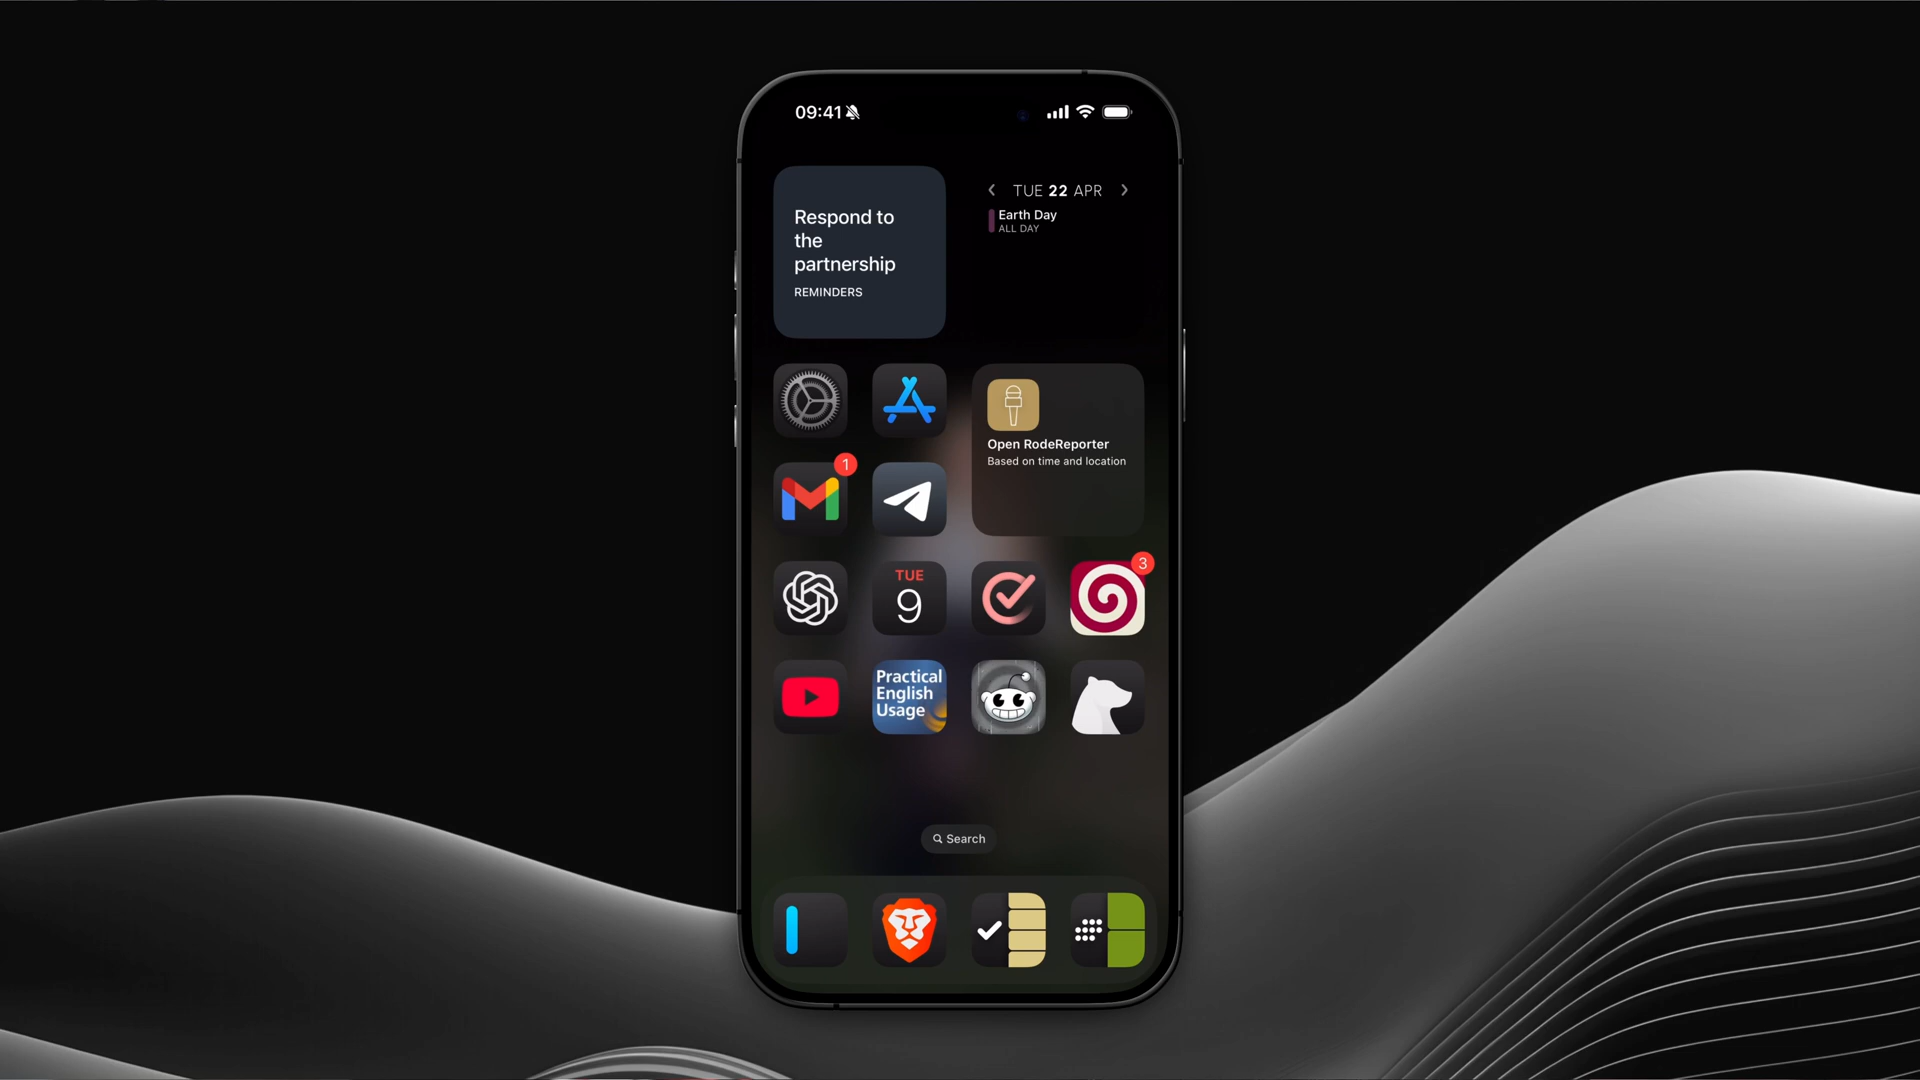 09:41
Respond to
the
partnership
REMINDERS
TUE 22 APR
Earth Day
ALL DAY
Open RodeReporter
Based on time and location
1
TUE
9
3
Practical
English
Usage
Search